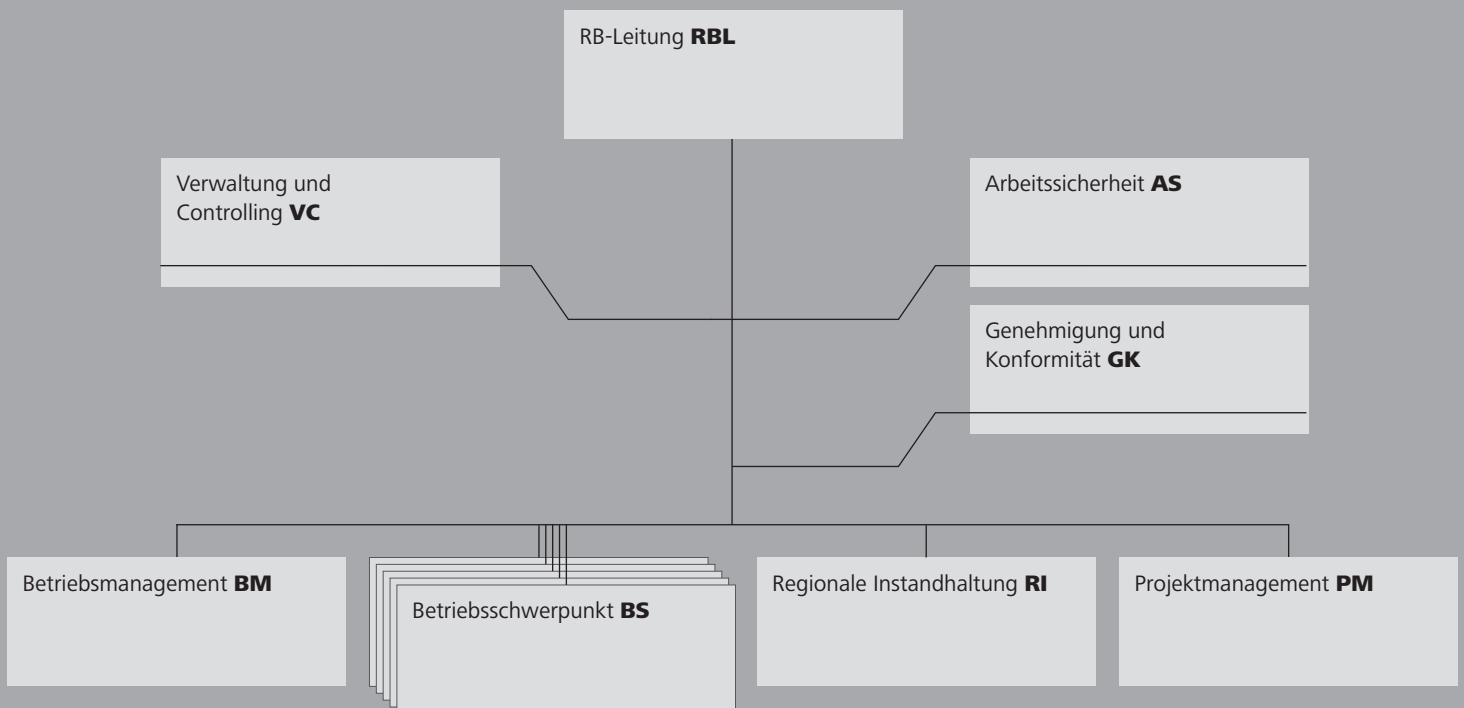 RB-Leitung RBL
Verwaltung und
Controlling VC
Arbeitssicherheit AS
Genehmigung und
Konformität GK
Betriebsmanagement BM
Betriebsschwerpunkt BS
Regionale Instandhaltung RI
Projektmanagement PM